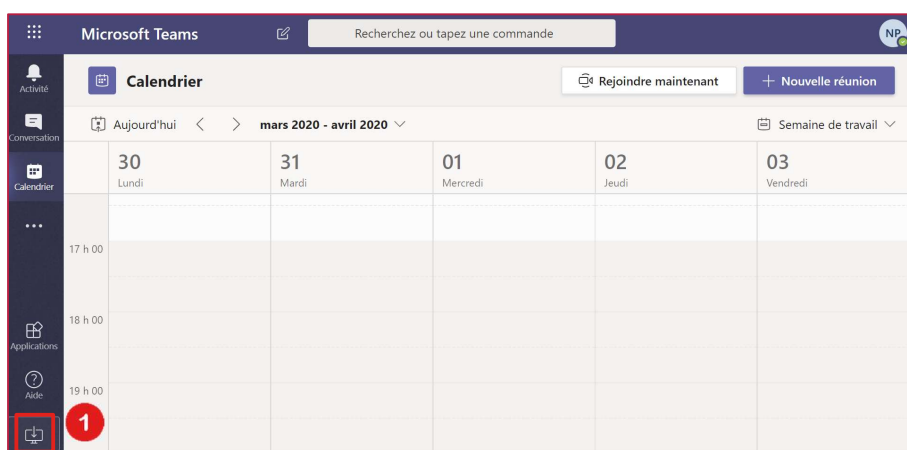 Microsoft Teams
Recherchez ou tapez une commande
NP
Activité
Calendrier
Rejoindre maintenant
+ Nouvelle réunion
Conversation
Aujourd'hui < > mars 2020 - avril 2020
Semaine de travail
Calendrier
30 31 01 02 03
Lundi Mardi Mercredi Jeudi Vendredi
...
17 h 00
18 h 00
Applications
Aide
19 h 00
1